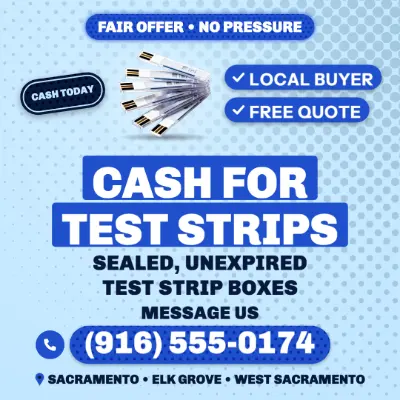 FAIR OFFER • NO PRESSURE
CASH TODAY
LOCAL BUYER
FREE QUOTE
CASH FOR
TEST STRIPS
SEALED, UNEXPIRED
TEST STRIP BOXES
MESSAGE US
(916) 555-0174
SACRAMENTO • ELK GROVE • WEST SACRAMENTO